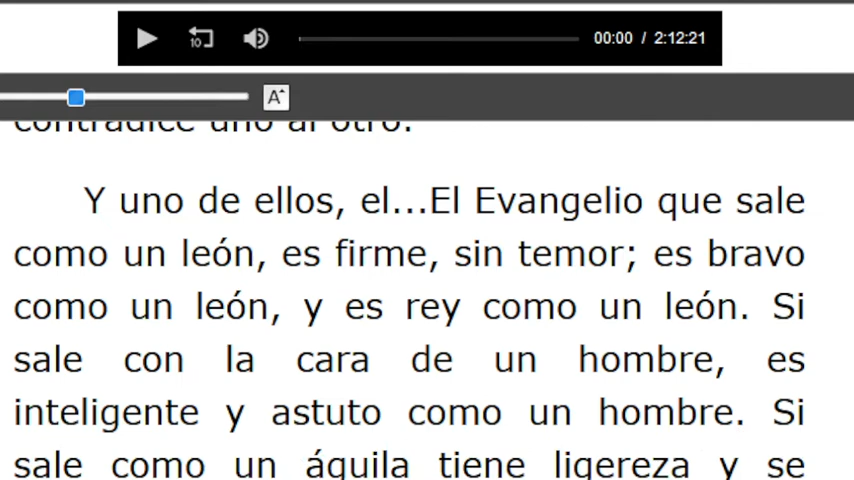 10
00:00 / 2:12:21
A
contradice uno al otro.
Y uno de ellos, el...El Evangelio que sale
como un león, es firme, sin temor; es bravo
como un león, y es rey como un león. Si
sale con la cara de un hombre, es
inteligente y astuto como un hombre. Si
sale como un águila tiene ligereza y se